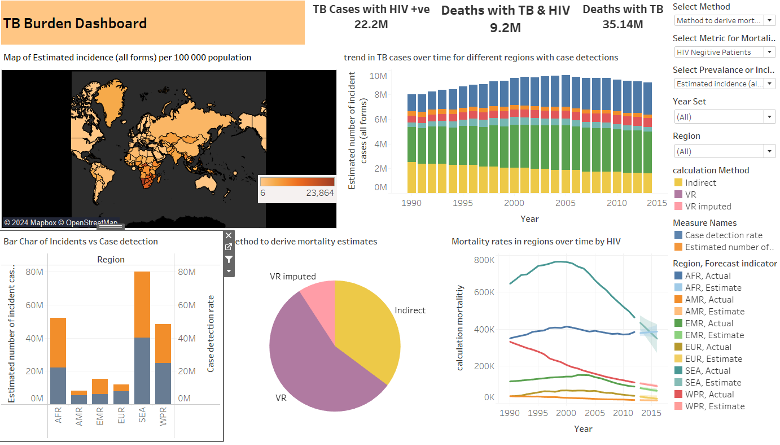 TB Burden Dashboard
TB Cases with HIV +ve
22.2M
Deaths with TB & HIV
9.2M
Deaths with TB
35.14M
Select Method
Method to derive mort...
Select Metric for Mortali..
HIV Negitive Patients
Select Prevalance or Inci..
Estimated Incidence (al..
Year Set
(All)
Region
(All)
calculation Method
Indirect
VR
VR imputed
Measure Names
Case detection rate
Estimated number of..
Region, Forecast indicator
AFR, Actual
AFR, Estimate
AMR, Actual
AMR, Estimate
EMR, Actual
EMR, Estimate
EUR, Actual
EUR, Estimate
SEA, Actual
SEA, Estimate
WPR, Actual
WPR, Estimate
Map of Estimated incidence (all forms) per 100 000 population
6
23,864
© 2024 Mapbox © OpenStreetMap
trend in TB cases over time for different regions with case detections
Estimated number of incident
cases (all forms)
10M
8M
6M
4M
2M
0M
1990
1995
2000
2005
2010
2015
Year
Bar Char of Incidents vs Case detection
Region
Estimated number of incident cas..
80M
60M
40M
20M
0M
AFR
AMR
EMR
EUR
SEA
WPR
80M
60M
40M
20M
0M
Case detection rate
ethod to derive mortality estimates
VR imputed
Indirect
VR
Mortality rates in regions over time by HIV
calculation mortalitiy
800K
600K
400K
200K
0K
1990
1995
2000
2005
2010
2015
Year